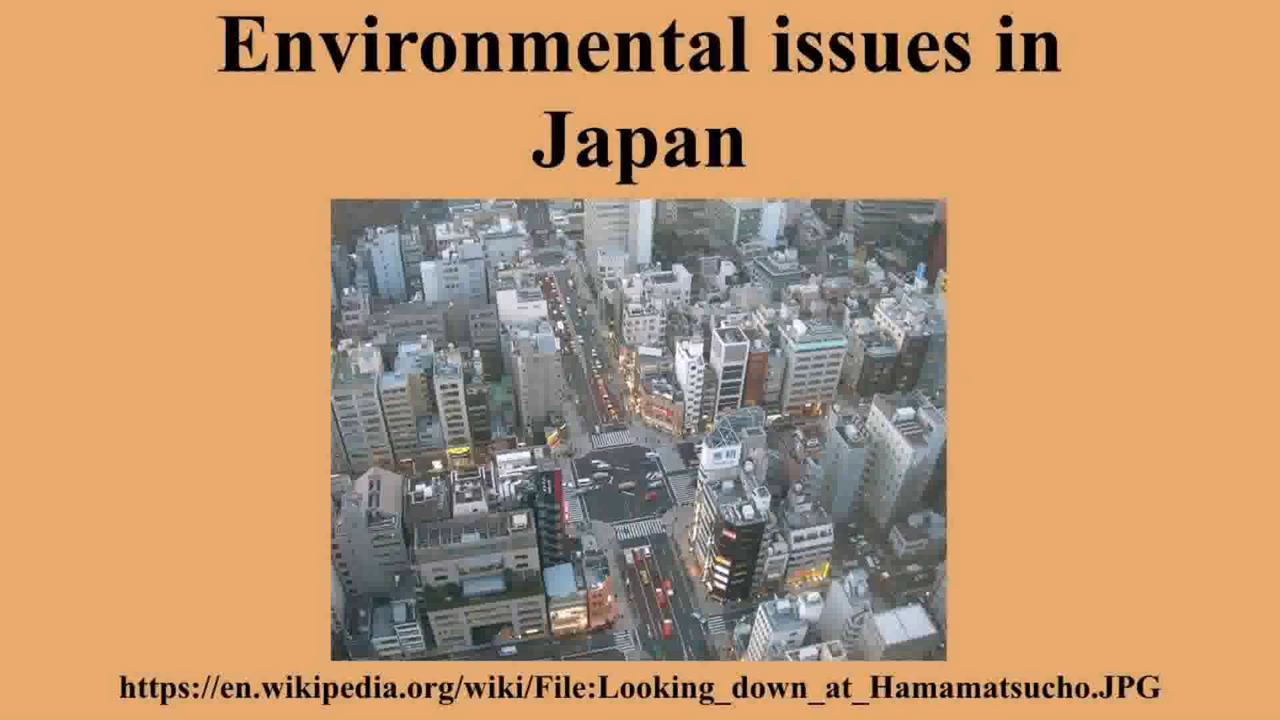 Environmental issues in
Japan
https://en.wikipedia.org/wiki/File:Looking_down_at_Hamamatsucho.JPG